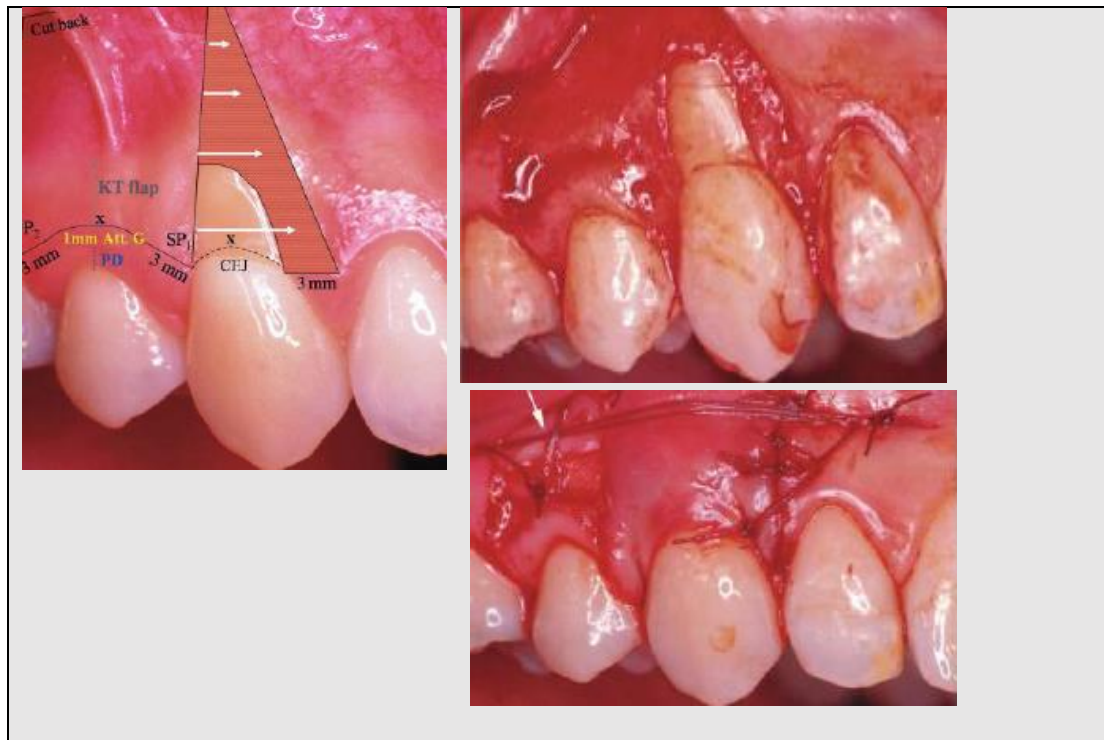 Cut back
KT flap
x
P₂
1mm Att. G
SP₁
x
3 mm
PD
3 mm
CEJ
3 mm